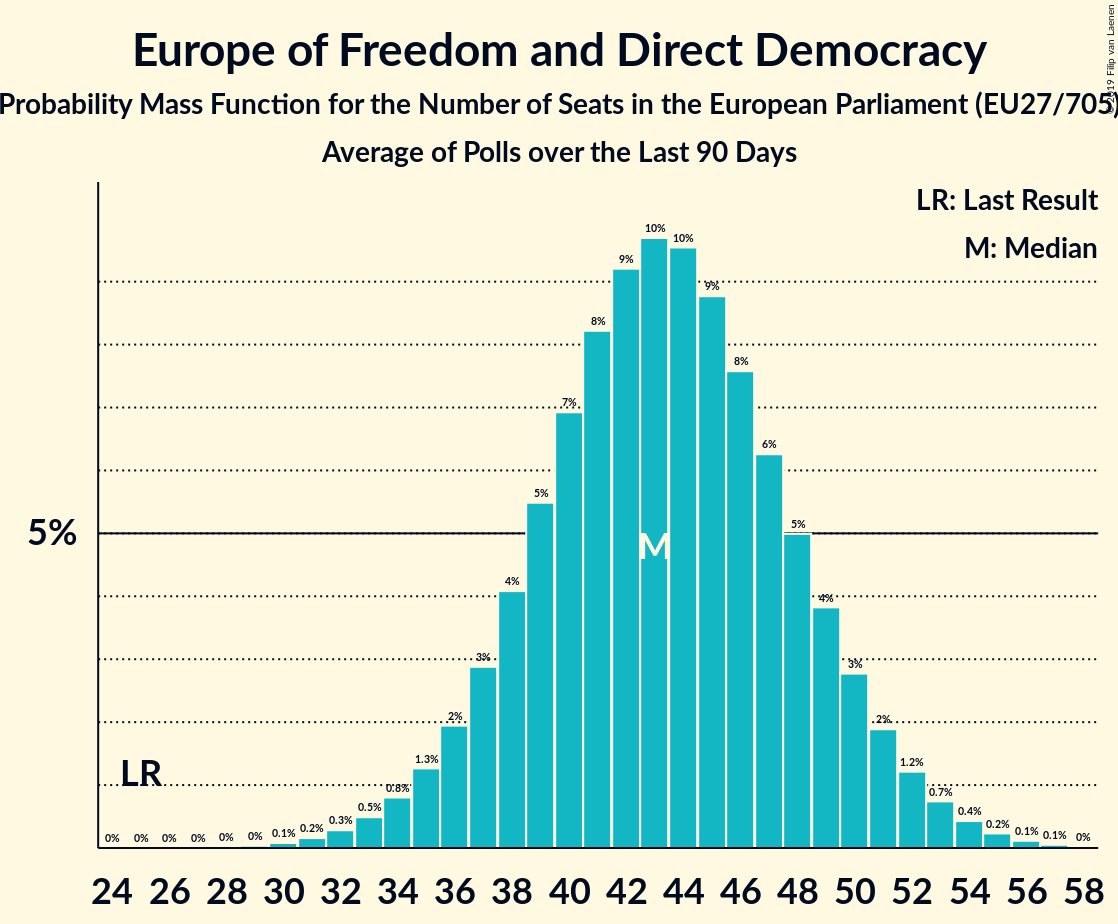 Europe of Freedom and Direct Democracy
Probability Mass Function for the Number of Seats in the European Parliament (EU27/705)
Average of Polls over the Last 90 Days
© 2019 Filip van Laenen
LR: Last Result
M: Median
5%
LR
M
0% 0% 0% 0% 0% 0% 0.1% 0.2% 0.3% 0.5% 0.8% 1.3% 2% 3% 4% 5% 7% 8% 9% 10% 10% 9% 8% 6% 5% 4% 3% 2% 1.2% 0.7% 0.4% 0.2% 0.1% 0.1% 0%
24 26 28 30 32 34 36 38 40 42 44 46 48 50 52 54 56 58